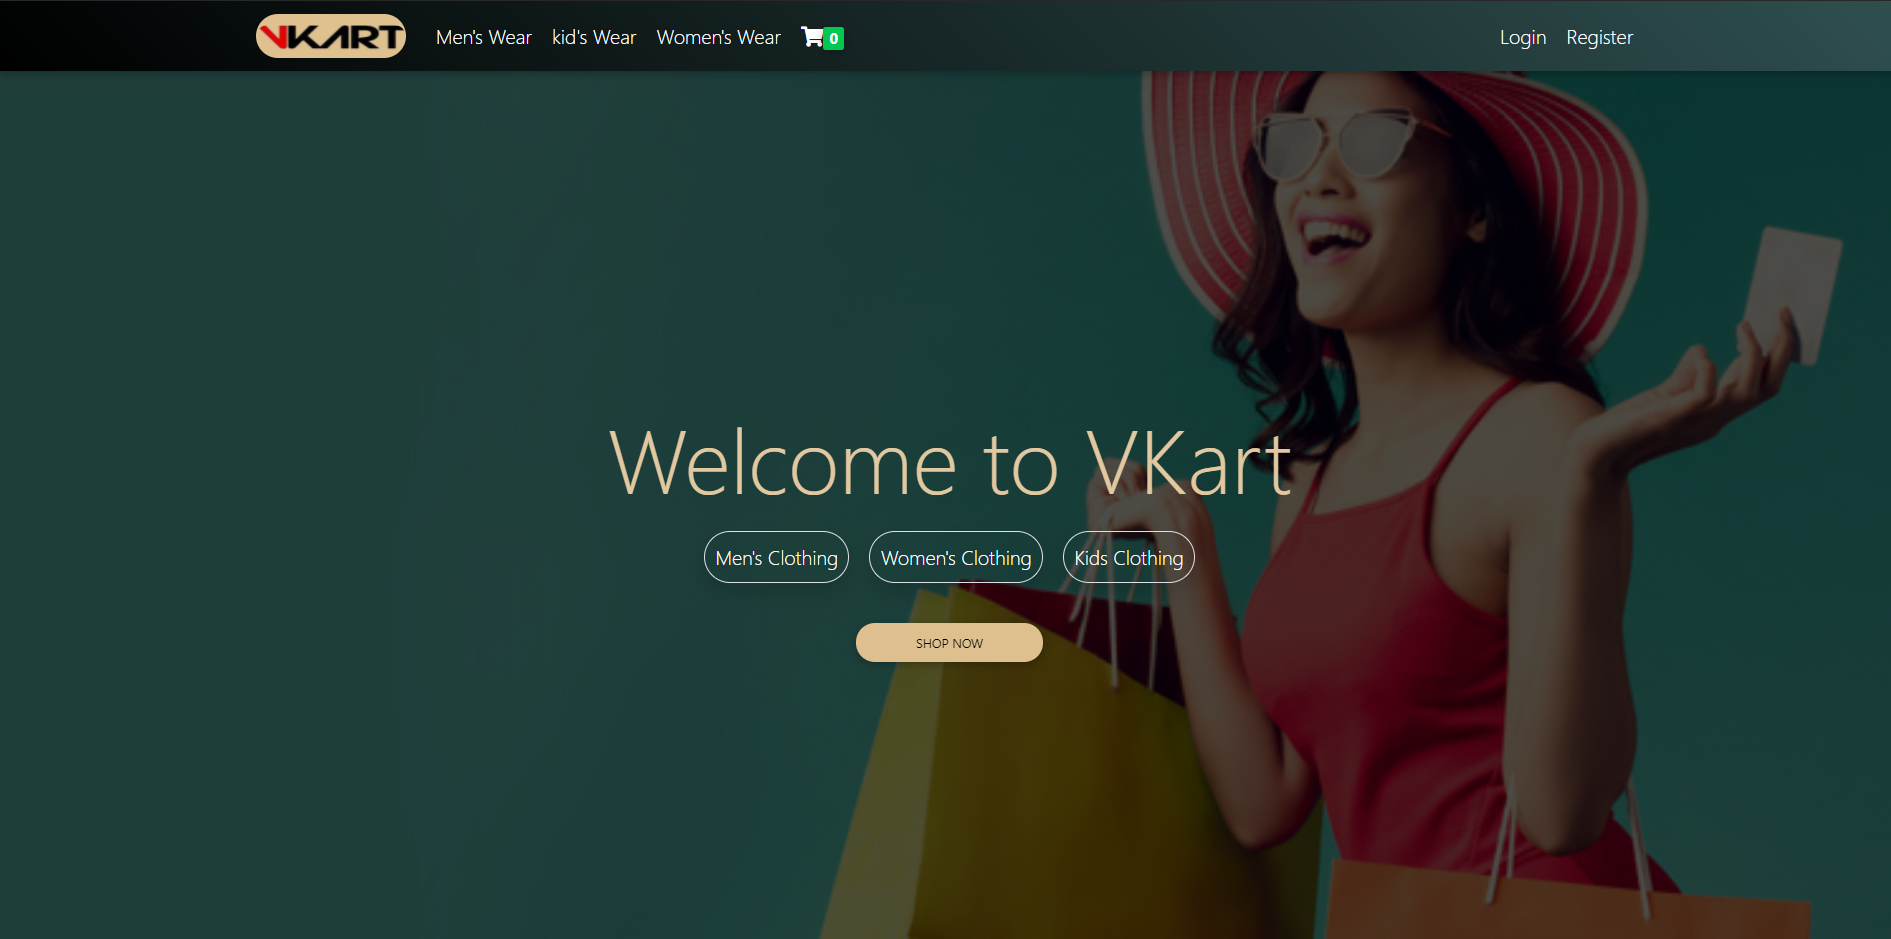 VKART Men's Wear kid's Wear Women's Wear 0 Login Register
Welcome to VKart
Men's Clothing Women's Clothing Kids Clothing
SHOP NOW